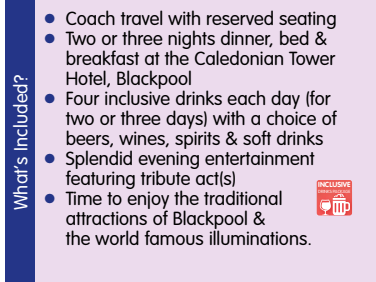 What's Included?
● Coach travel with reserved seating
● Two or three nights dinner, bed &
breakfast at the Caledonian Tower
Hotel, Blackpool
● Four inclusive drinks each day (for
two or three days) with a choice of
beers, wines, spirits & soft drinks
● Splendid evening entertainment
featuring tribute act(s)
● Time to enjoy the traditional
attractions of Blackpool &
the world famous illuminations.
INCLUSIVE